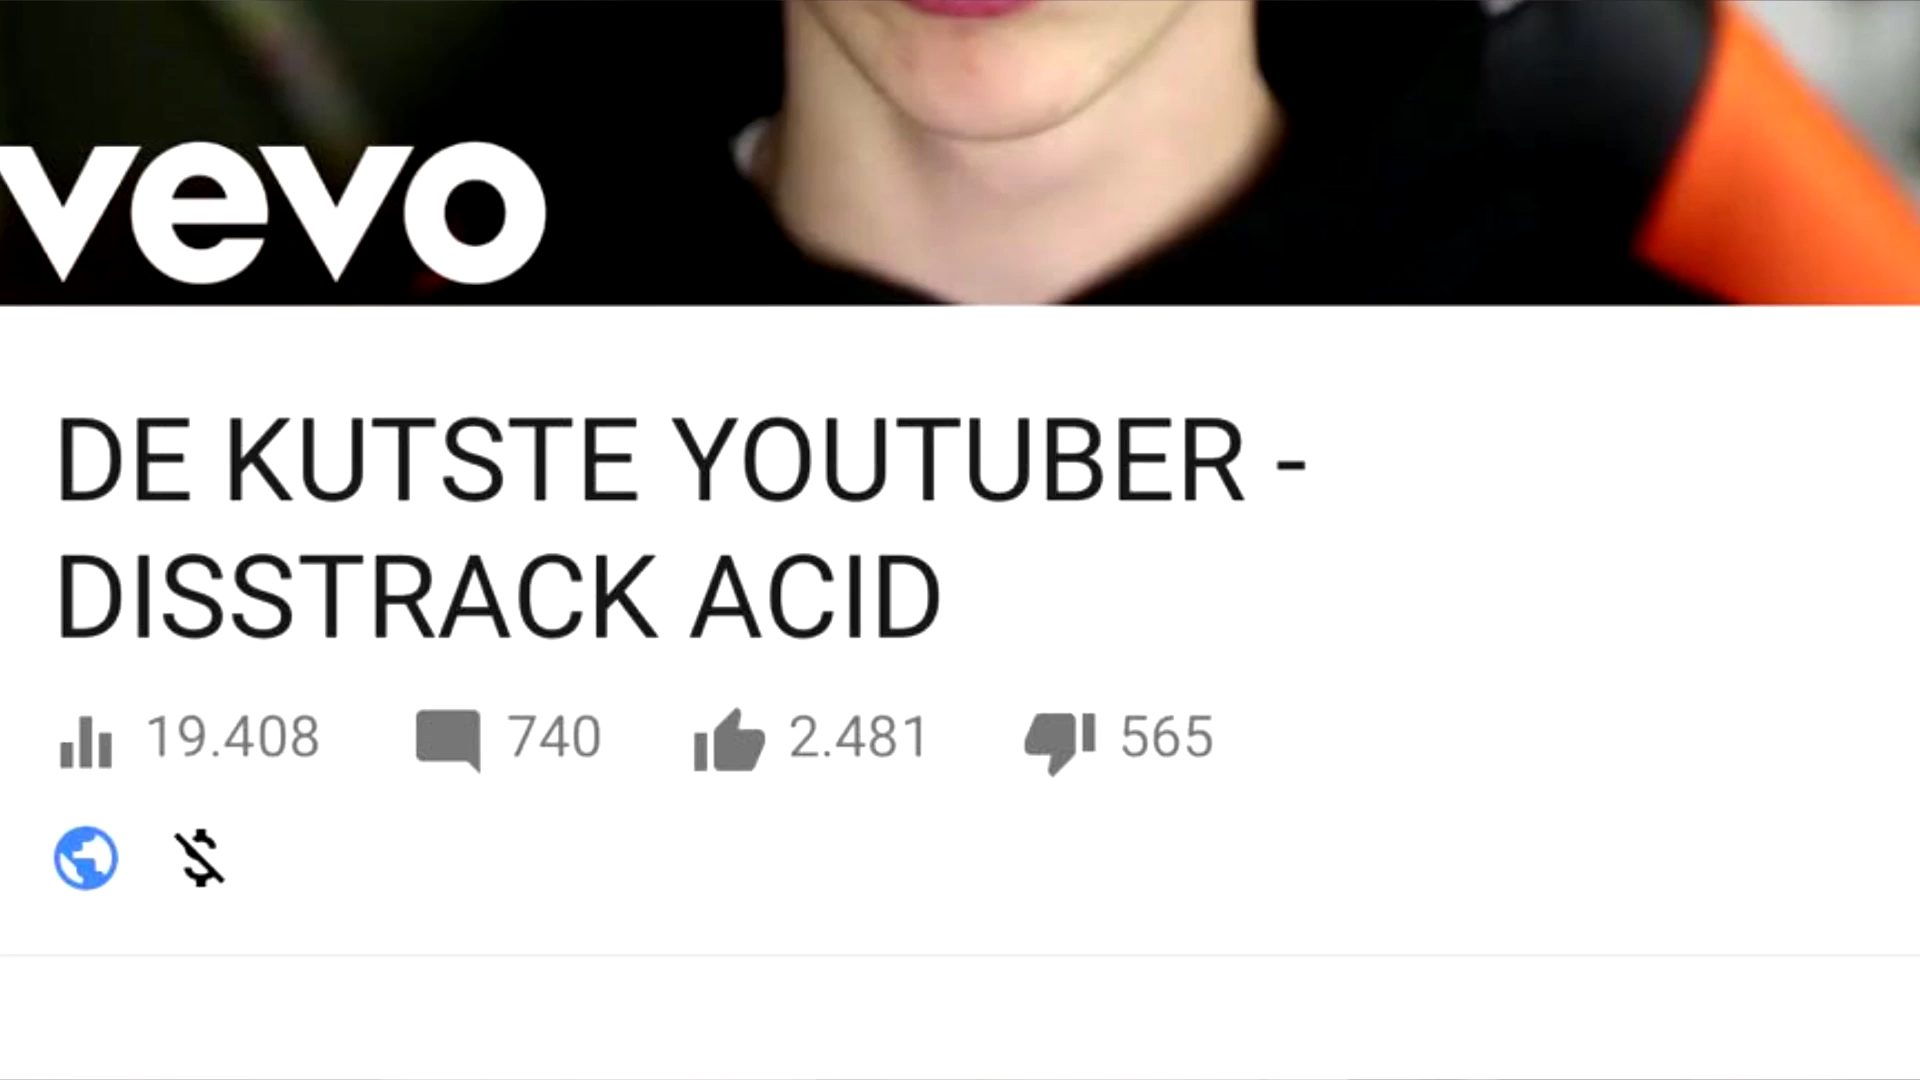 vevo
DE KUTSTE YOUTUBER -
DISSTRACK ACID
19.408 740 2.481 565